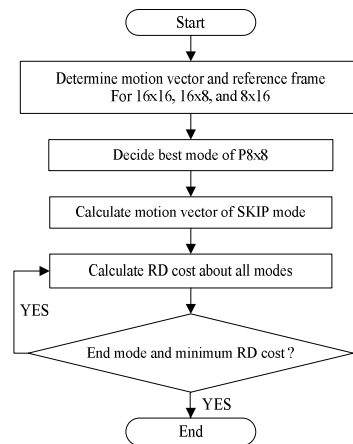 Start
Determine motion vector and reference frame
For 16x16, 16x8, and 8x16
Decide best mode of P8x8
Calculate motion vector of SKIP mode
Calculate RD cost about all modes
YES
End mode and minimum RD cost ?
YES
End